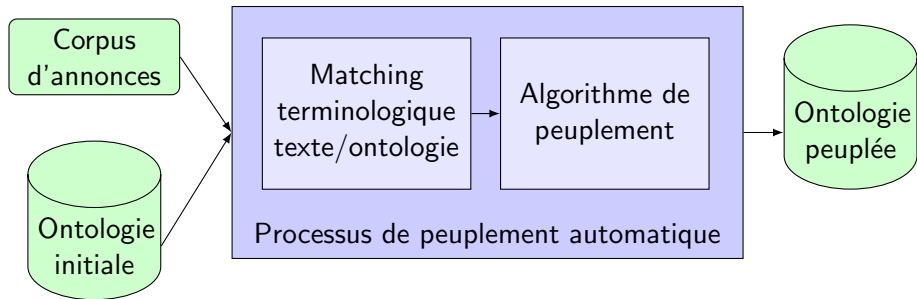 Corpus
d'annonces
Ontologie
initiale
Matching
terminologique
texte/ontologie
Algorithme de
peuplement
Processus de peuplement automatique
Ontologie
peuplée